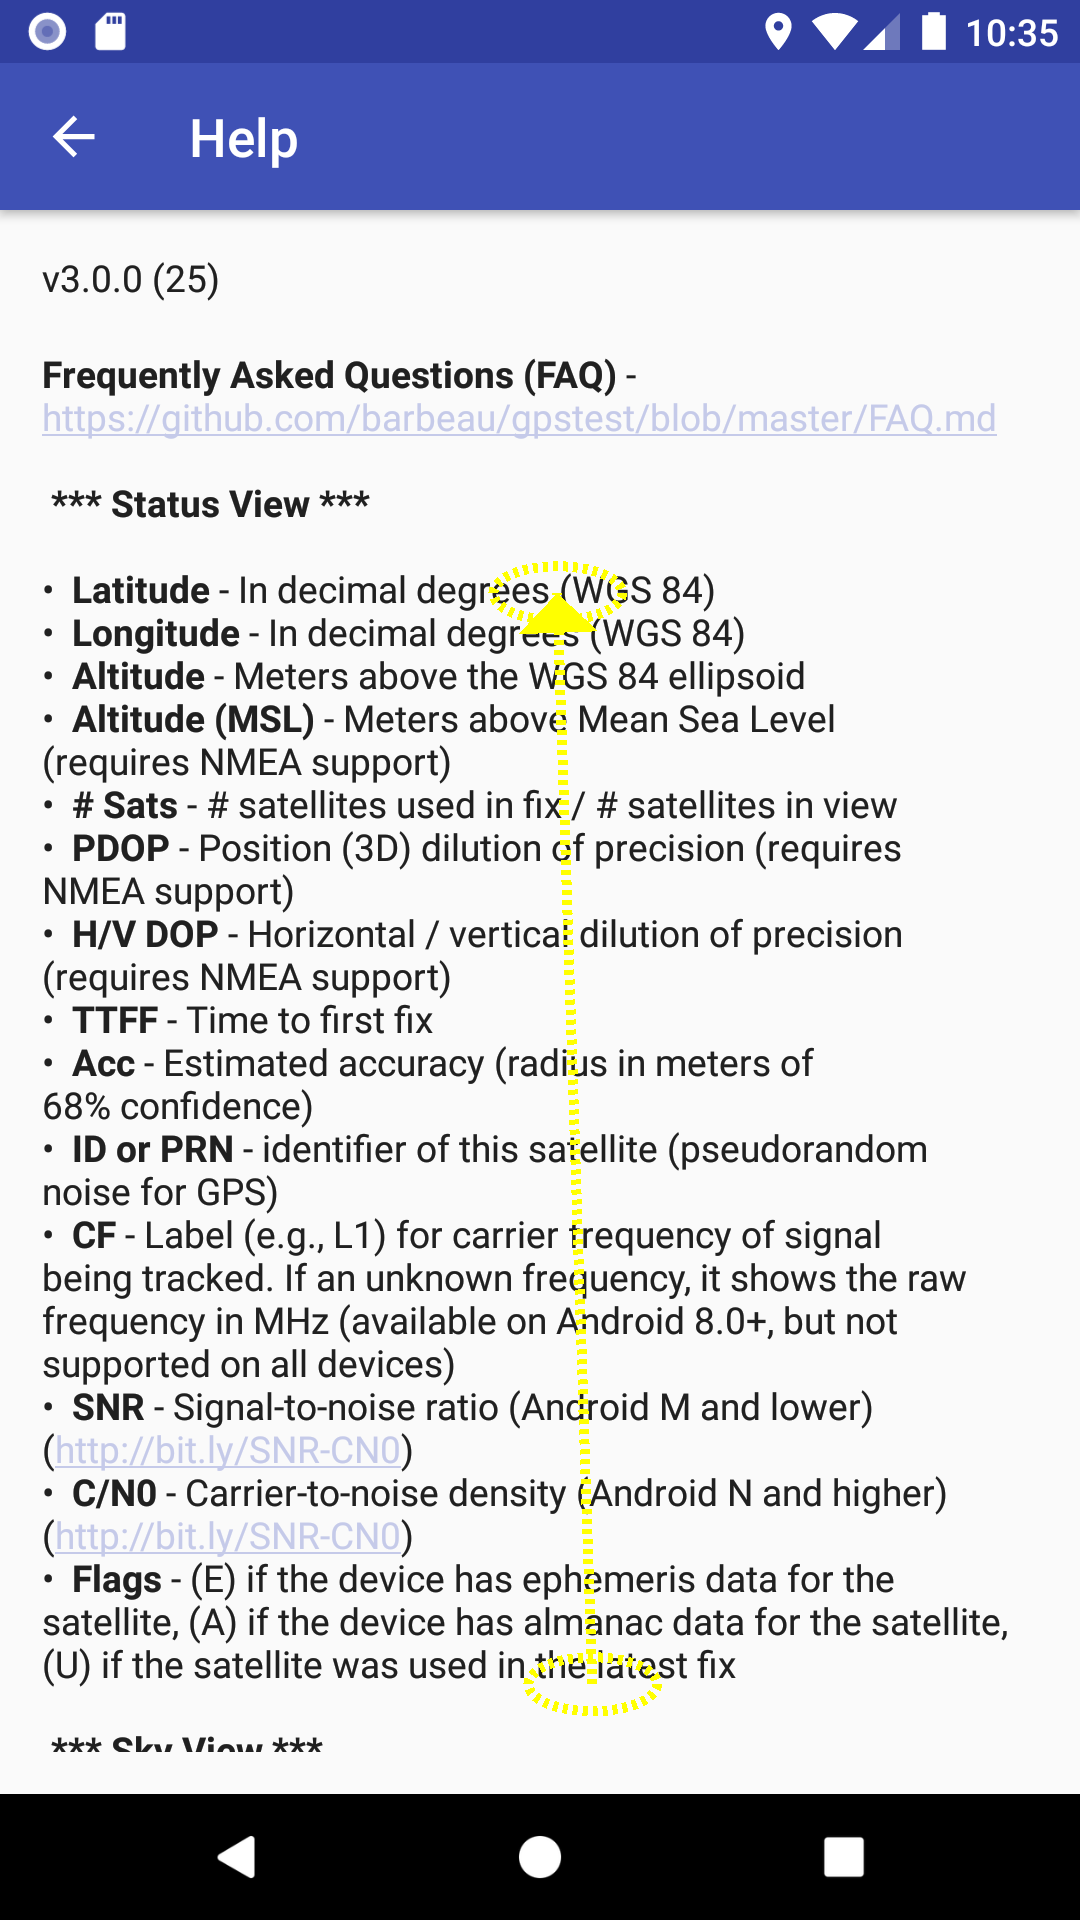 10:35
Help
v3.0.0 (25)
Frequently Asked Questions (FAQ) -
https://github.com/barbeau/gpstest/blob/master/FAQ.md
*** Status View ***
• Latitude - In decimal degrees (WGS 84)
• Longitude - In decimal degrees (WGS 84)
• Altitude - Meters above the WGS 84 ellipsoid
• Altitude (MSL) - Meters above Mean Sea Level
(requires NMEA support)
• # Sats - # satellites used in fix / # satellites in view
• PDOP - Position (3D) dilution of precision (requires
NMEA support)
• H/V DOP - Horizontal / vertical dilution of precision
(requires NMEA support)
• TTFF - Time to first fix
• Acc - Estimated accuracy (radius in meters of
68% confidence)
• ID or PRN - identifier of this satellite (pseudorandom
noise for GPS)
• CF - Label (e.g., L1) for carrier frequency of signal
being tracked. If an unknown frequency, it shows the raw
frequency in MHz (available on Android 8.0+, but not
supported on all devices)
• SNR - Signal-to-noise ratio (Android M and lower)
(http://bit.ly/SNR-CN0)
• C/N0 - Carrier-to-noise density (Android N and higher)
(http://bit.ly/SNR-CN0)
• Flags - (E) if the device has ephemeris data for the
satellite, (A) if the device has almanac data for the satellite,
(U) if the satellite was used in the latest fix
*** Sky View ***